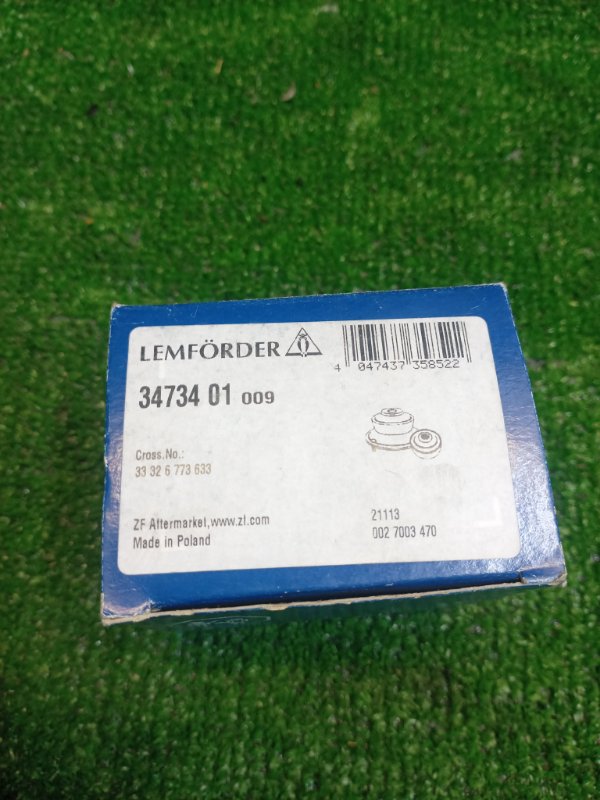 LEMFÖRDER
4 047437 358522
34734 01 009
Cross.No.:
33 32 6 773 633
ZF Aftermarket,www.zf.com
Made in Poland
21113
002 7003 470